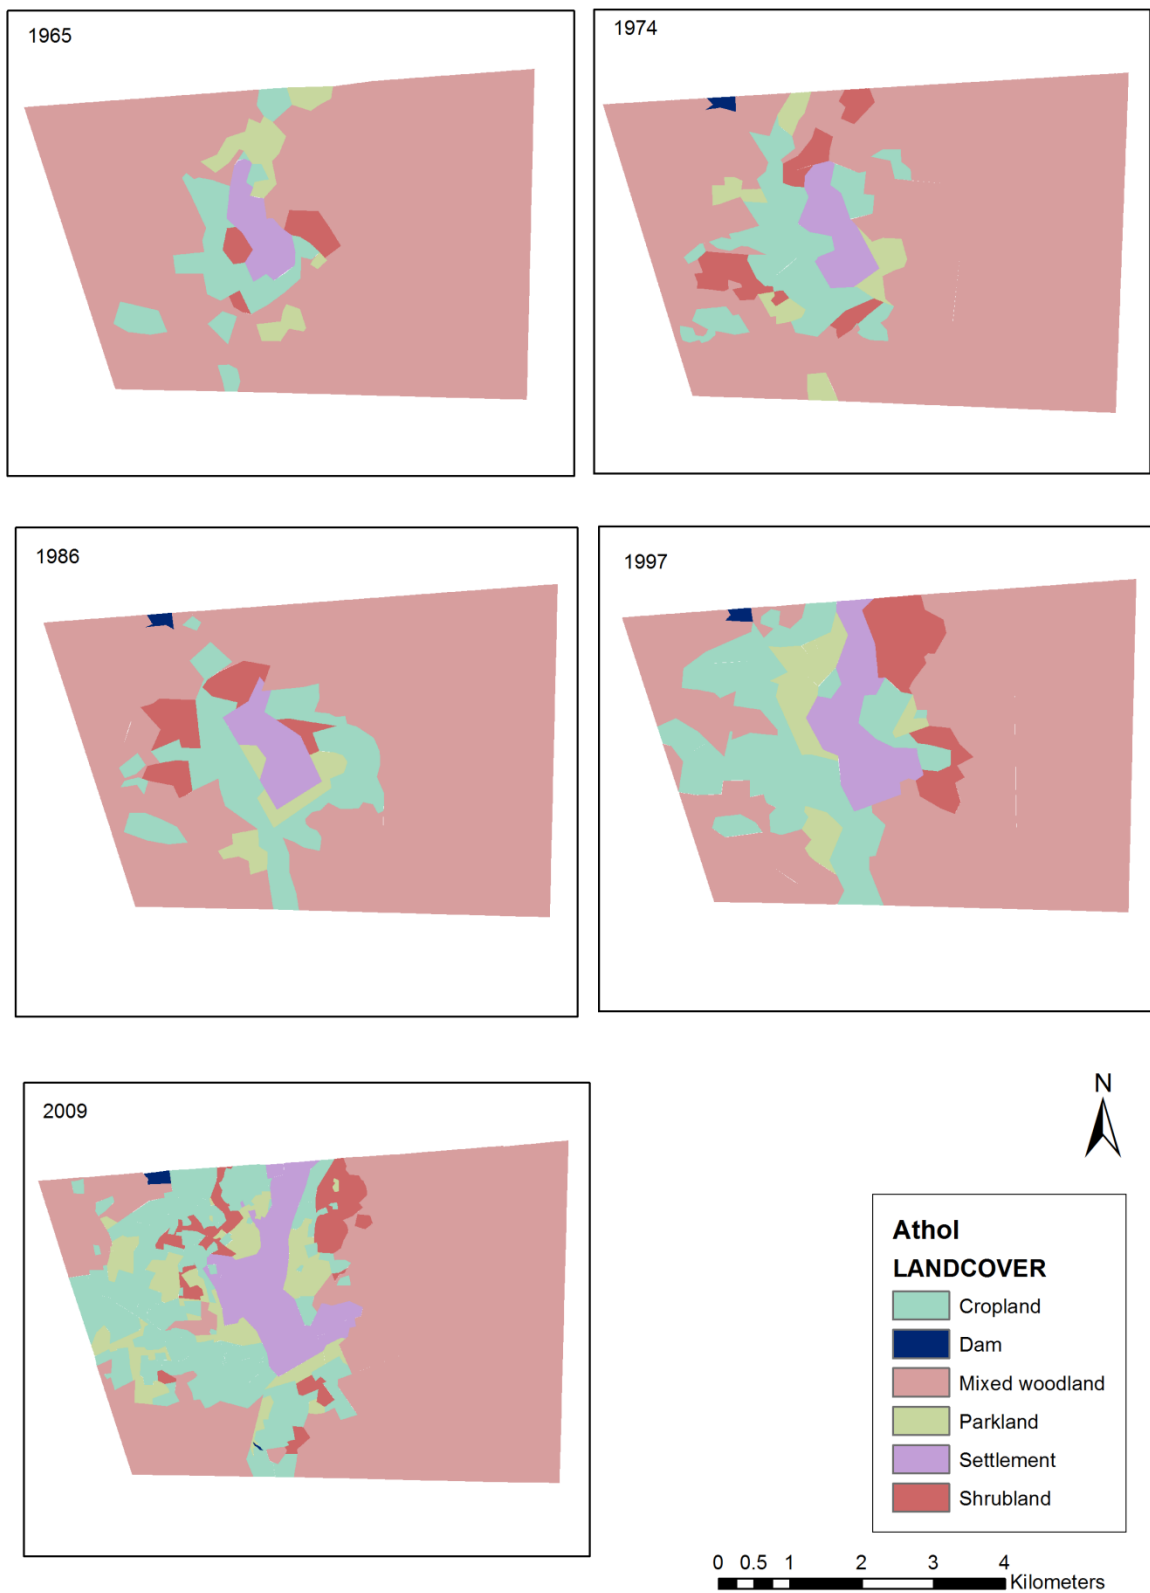 1965
1974
1986
1997
2009
N
Athol
LANDCOVER
Cropland
Dam
Mixed woodland
Parkland
Settlement
Shrubland
0 0.5 1 2 3 4
Kilometers